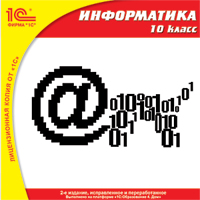 1С
ФИРМА "1С"
ИНФОРМАТИКА
10 класс
ЛИЦЕНЗИОННАЯ КОПИЯ ОТ «1С»
@
2-е издание, исправленное и переработанное
Выполнено на платформе «1С:Образование 4. Дом»